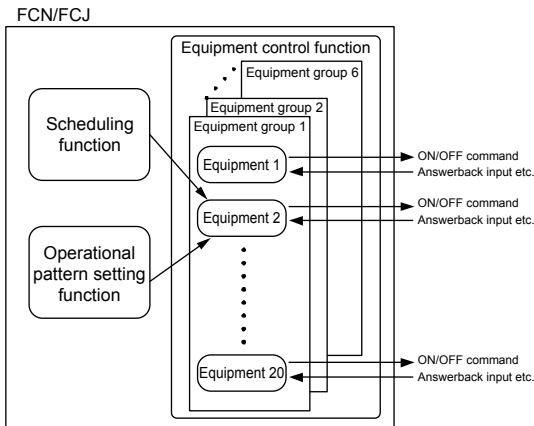 FCN/FCJ
Equipment control function
Equipment group 6
Equipment group 2
Equipment group 1
Scheduling
function
Equipment 1
ON/OFF command
Answerback input etc.
Equipment 2
ON/OFF command
Answerback input etc.
Operational
pattern setting
function
Equipment 20
ON/OFF command
Answerback input etc.